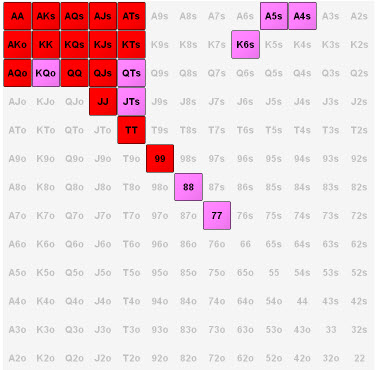 AA AKs AQs AJs ATs A9s A8s A7s A6s A5s A4s A3s A2s
AKo KK KQs KJs KTs K9s K8s K7s K6s K5s K4s K3s K2s
AQo KQo QQ QJs QTs Q9s Q8s Q7s Q6s Q5s Q4s Q3s Q2s
AJo KJo QJo JJ JTs J9s J8s J7s J6s J5s J4s J3s J2s
ATo KTo QTo JTo TT T9s T8s T7s T6s T5s T4s T3s T2s
A9o K9o Q9o J9o T9o 99 98s 97s 96s 95s 94s 93s 92s
A8o K8o Q8o J8o T8o 98o 88 87s 86s 85s 84s 83s 82s
A7o K7o Q7o J7o T7o 97o 87o 77 76s 75s 74s 73s 72s
A6o K6o Q6o J6o T6o 96o 86o 76o 66 65s 64s 63s 62s
A5o K5o Q5o J5o T5o 95o 85o 75o 65o 55 54s 53s 52s
A4o K4o Q4o J4o T4o 94o 84o 74o 64o 54o 44 43s 42s
A3o K3o Q3o J3o T3o 93o 83o 73o 63o 53o 43o 33 32s
A2o K2o Q2o J2o T2o 92o 82o 72o 62o 52o 42o 32o 22